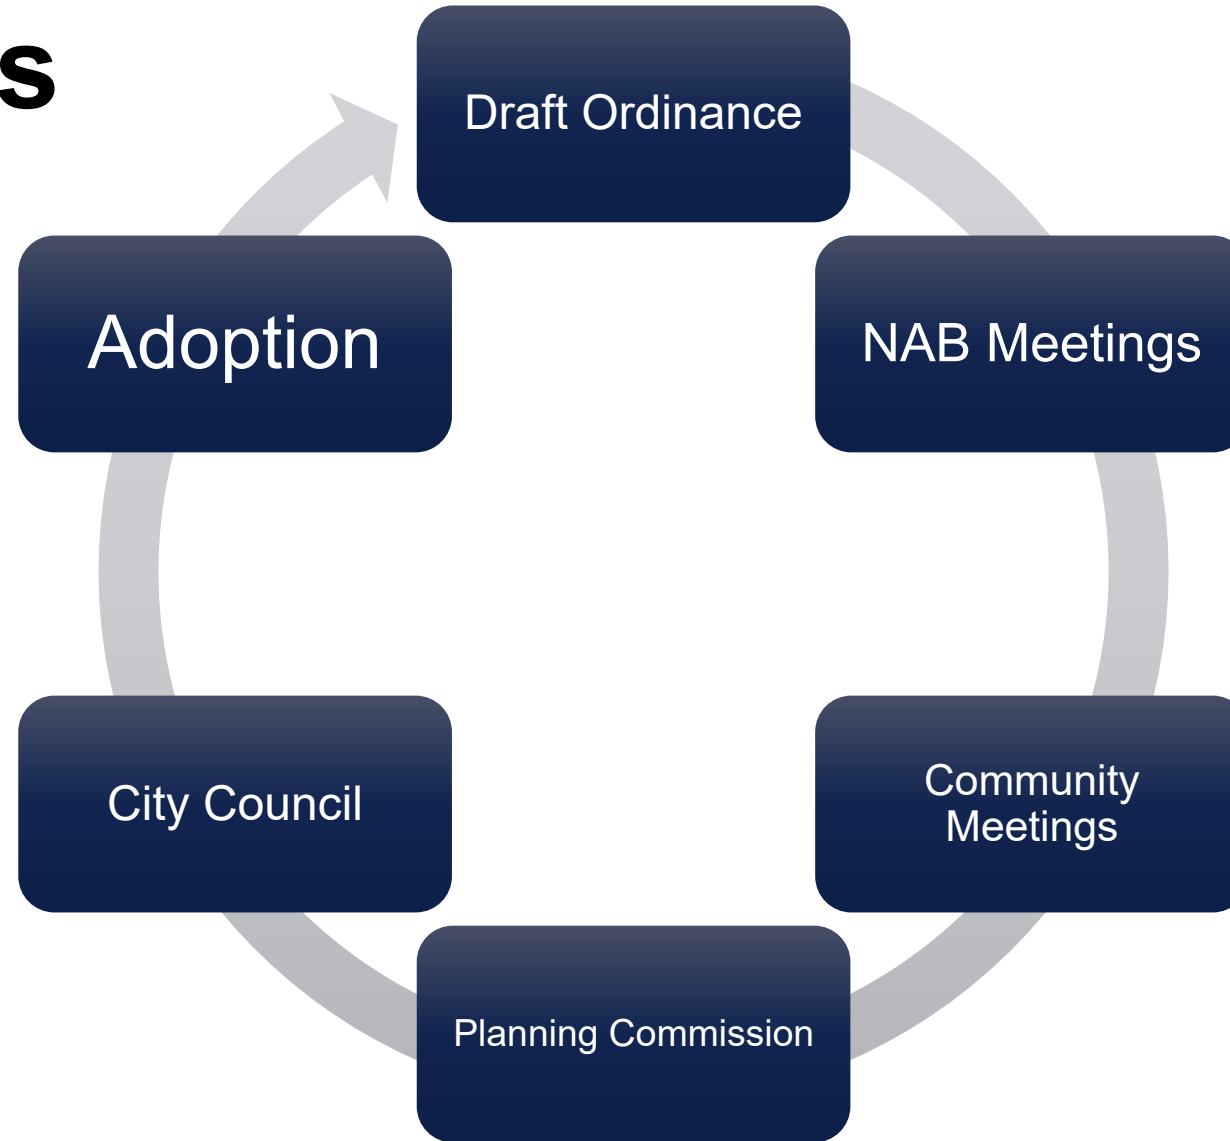 s
Draft Ordinance
NAB Meetings
Community
Meetings
Planning Commission
City Council
Adoption